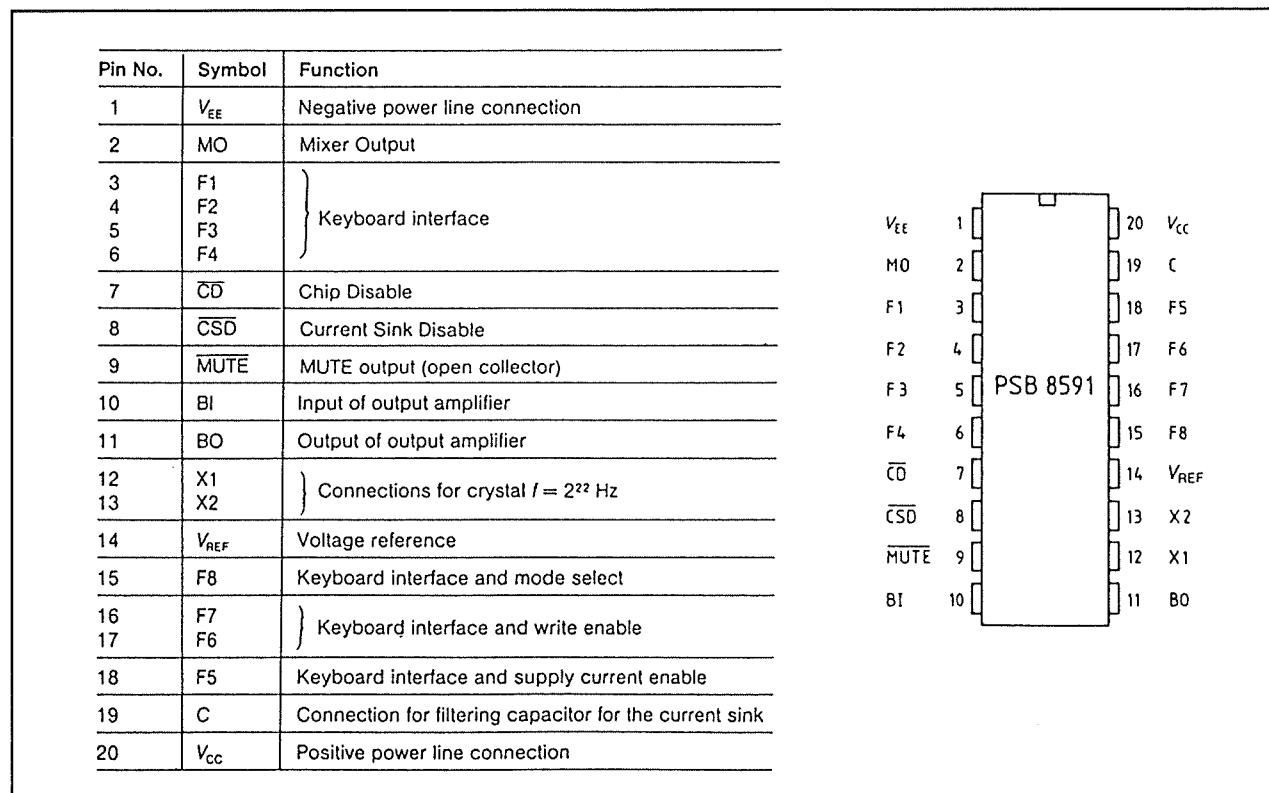 Pin No. Symbol Function
1 VEE Negative power line connection
2 MO Mixer Output
3 F1
4 F2
Keyboard interface
5 F3
6 F4
7 C̅D̅ Chip Disable
8 C̅S̅D̅ Current Sink Disable
9 M̅U̅T̅E̅ MUTE output (open collector)
10 BI Input of output amplifier
11 BO Output of output amplifier
12 X1
Connections for crystal f = 2²² Hz
13 X2
14 VREF Voltage reference
15 F8 Keyboard interface and mode select
16 F7
Keyboard interface and write enable
17 F6
18 F5 Keyboard interface and supply current enable
19 C Connection for filtering capacitor for the current sink
20 VCC Positive power line connection
VEE 1 20 VCC
MO 2 19 C
F1 3 18 F5
F2 4 17 F6
F3 5 PSB 8591 16 F7
F4 6 15 F8
C̅D̅ 7 14 VREF
C̅S̅D̅ 8 13 X2
M̅U̅T̅E̅ 9 12 X1
BI 10 11 BO